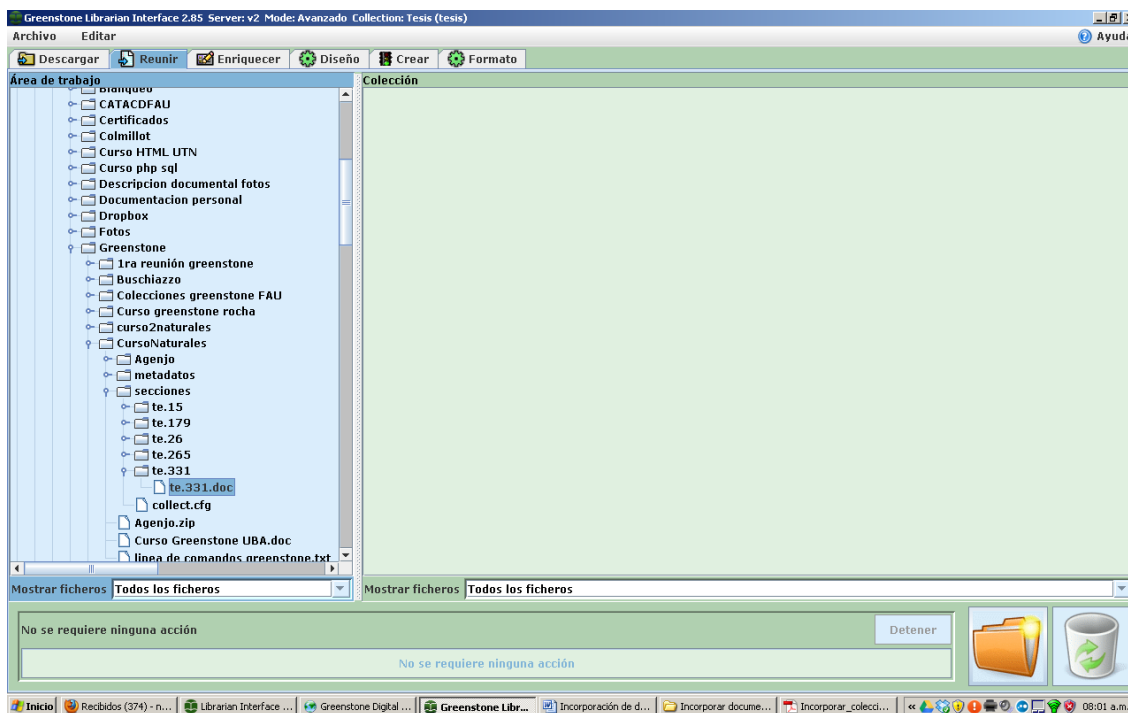 Greenstone Librarian Interface 2.85 Server: v2 Mode: Avanzado Collection: Tesis (tesis)
Archivo Editar Ayuda
Descargar Reunir Enriquecer Diseño Crear Formato
Área de trabajo Colección
Blanqueo
CATACDFAU
Certificados
Colmillot
Curso HTML UTN
Curso php sql
Descripcion documental fotos
Documentacion personal
Dropbox
Fotos
Greenstone
1ra reunión greenstone
Buschiazzo
Colecciones greenstone FAU
Curso greenstone rocha
curso2naturales
CursoNaturales
Agenjo
metadatos
secciones
te.15
te.179
te.26
te.265
te.331
te.331.doc
collect.cfg
Agenjo.zip
Curso Greenstone UBA.doc
linea de comandos greenstone.txt
Mostrar ficheros Todos los ficheros Mostrar ficheros Todos los ficheros
No se requiere ninguna acción Detener
No se requiere ninguna acción
Inicio Recibidos (374) - n... Librarian Interface ... Greenstone Digital ... Greenstone Libr... Incorporación de d... Incorporar docume... Incorporar_colecci... « 08:01 a.m.